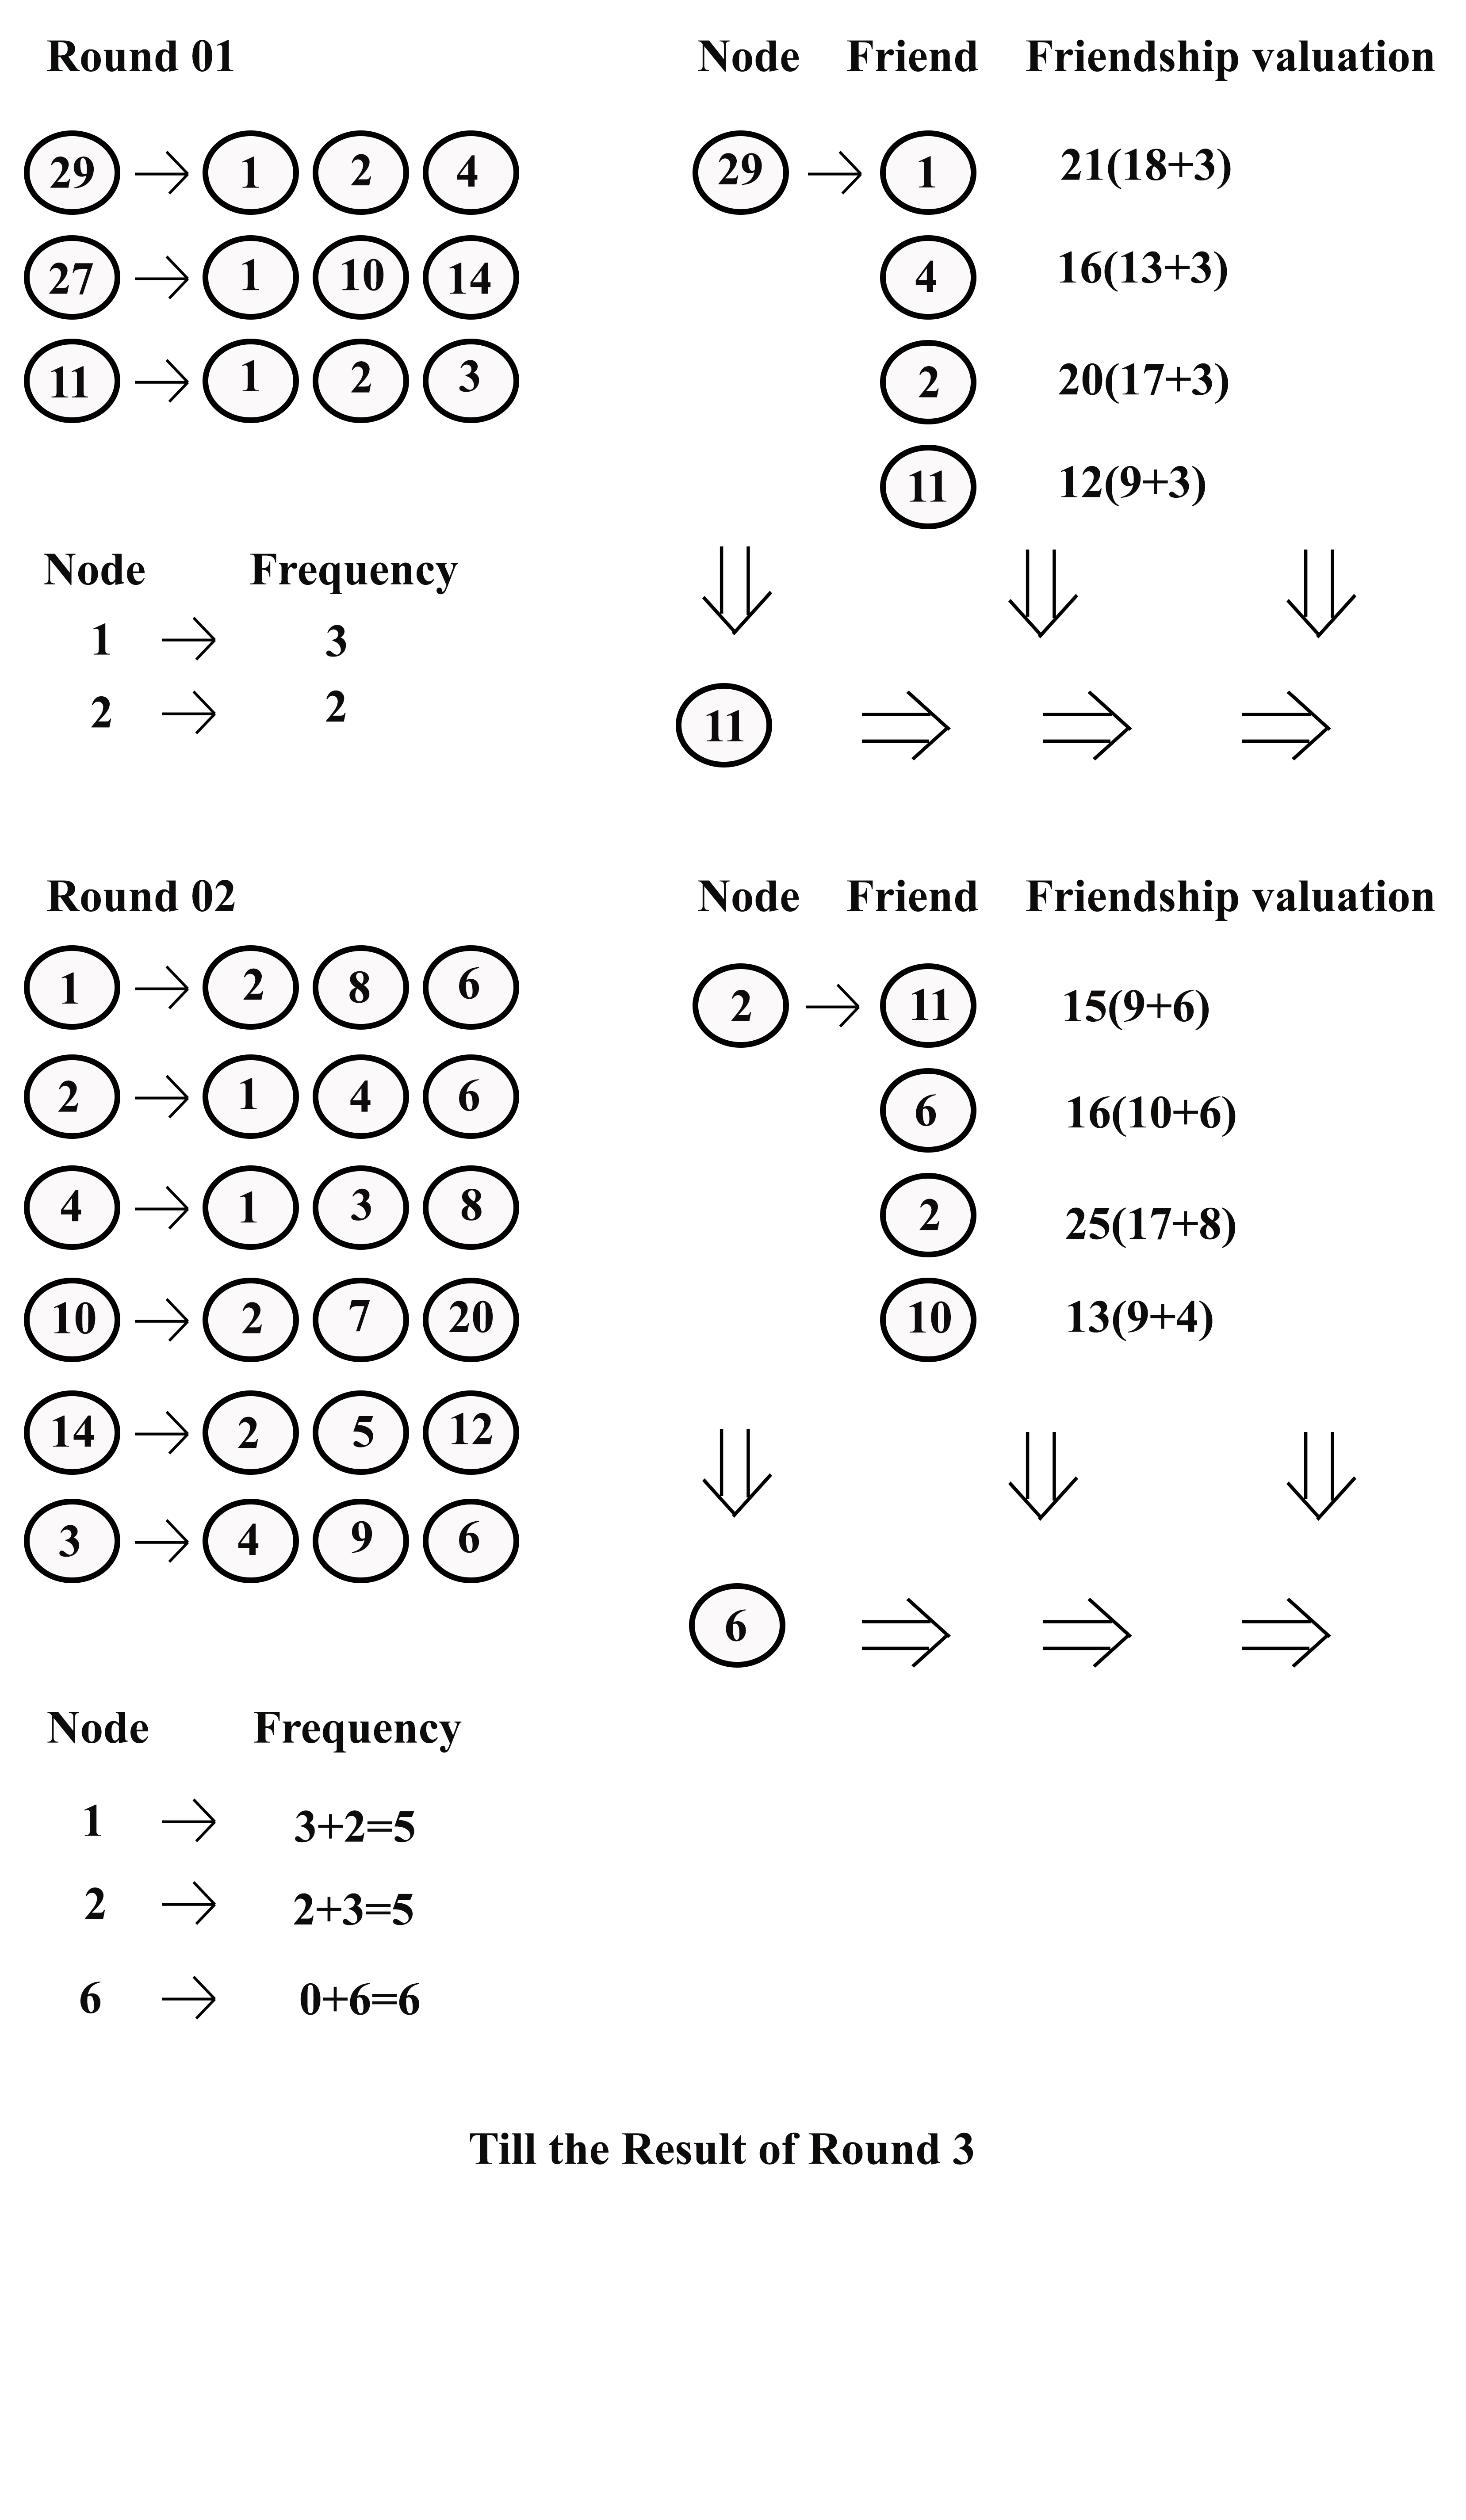 Round 01
29 1 2 4
27 1 10 14
11 1 2 3
Node Frequency
1 3
2 2
Node Friend Friendship valuation
29 1 21(18+3)
4 16(13+3)
2 20(17+3)
11 12(9+3)
11
Round 02
1 2 8 6
2 1 4 6
4 1 3 8
10 2 7 20
14 2 5 12
3 4 9 6
Node Frequency
1 3+2=5
2 2+3=5
6 0+6=6
Node Friend Friendship valuation
2 11 15(9+6)
6 16(10+6)
2 25(17+8)
10 13(9+4)
6
Till the Result of Round 3